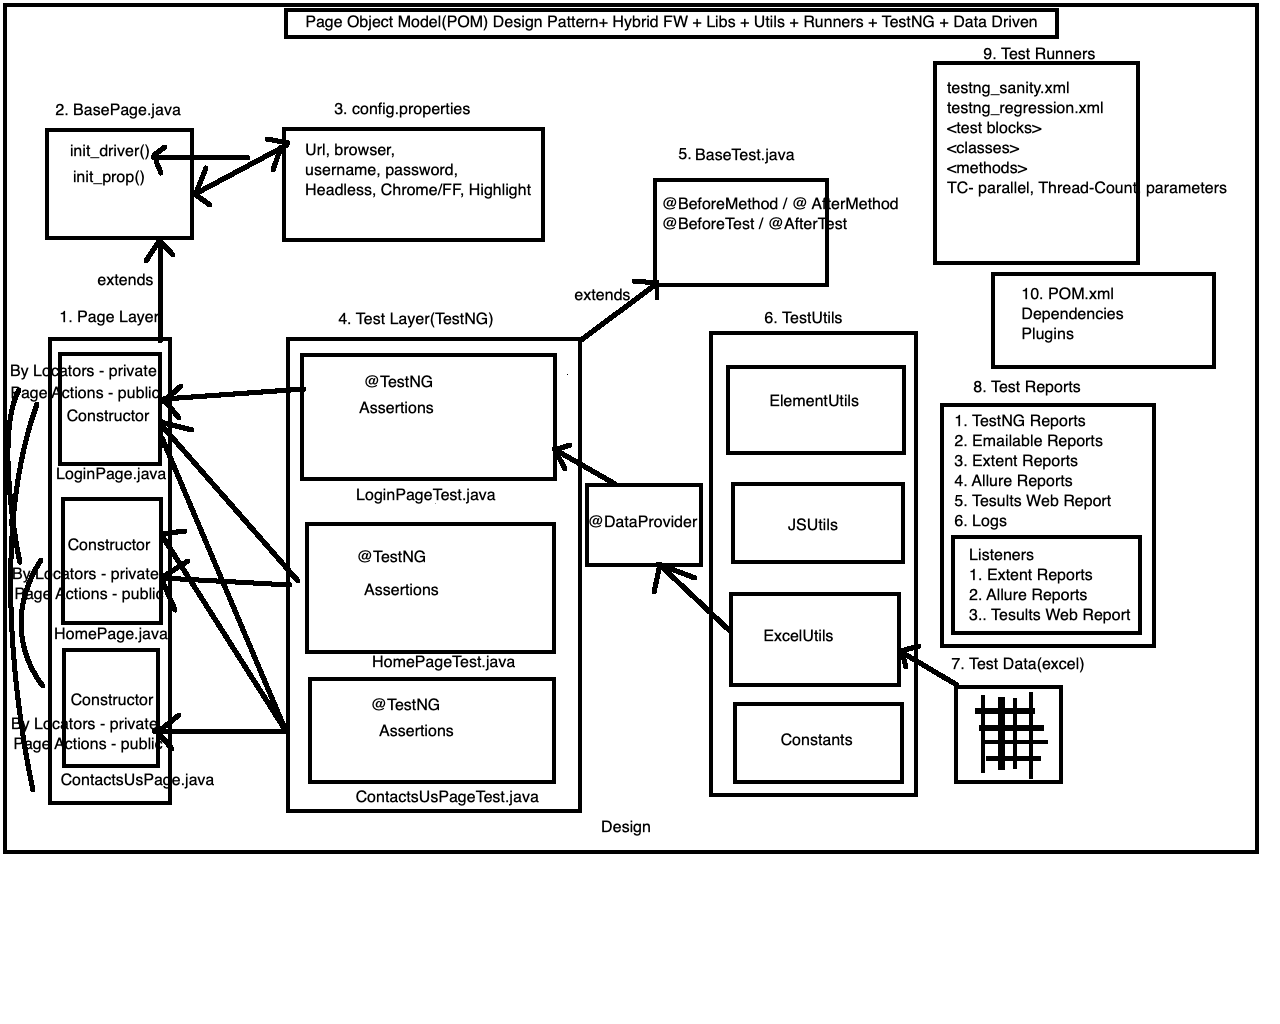 Page Object Model(POM) Design Pattern+ Hybrid FW + Libs + Utils + Runners + TestNG + Data Driven
2. BasePage.java
init_driver()
init_prop()
3. config.properties
Url, browser,
username, password,
Headless, Chrome/FF, Highlight
5. BaseTest.java
@BeforeMethod / @ AfterMethod
@BeforeTest / @AfterTest
9. Test Runners
testng_sanity.xml
testng_regression.xml
<test blocks>
<classes>
<methods>
TC- parallel, Thread-Count, parameters
10. POM.xml
Dependencies
Plugins
extends
1. Page Layer
By Locators - private
Page Actions - public
Constructor
LoginPage.java
Constructor
By Locators - private
Page Actions - public
HomePage.java
Constructor
By Locators - private
Page Actions - public
ContactsUsPage.java
4. Test Layer(TestNG)
@TestNG
Assertions
LoginPageTest.java
@TestNG
Assertions
HomePageTest.java
@TestNG
Assertions
ContactsUsPageTest.java
extends
@DataProvider
6. TestUtils
ElementUtils
JSUtils
ExcelUtils
Constants
8. Test Reports
1. TestNG Reports
2. Emailable Reports
3. Extent Reports
4. Allure Reports
5. Tesults Web Report
6. Logs
Listeners
1. Extent Reports
2. Allure Reports
3.. Tesults Web Report
7. Test Data(excel)
Design